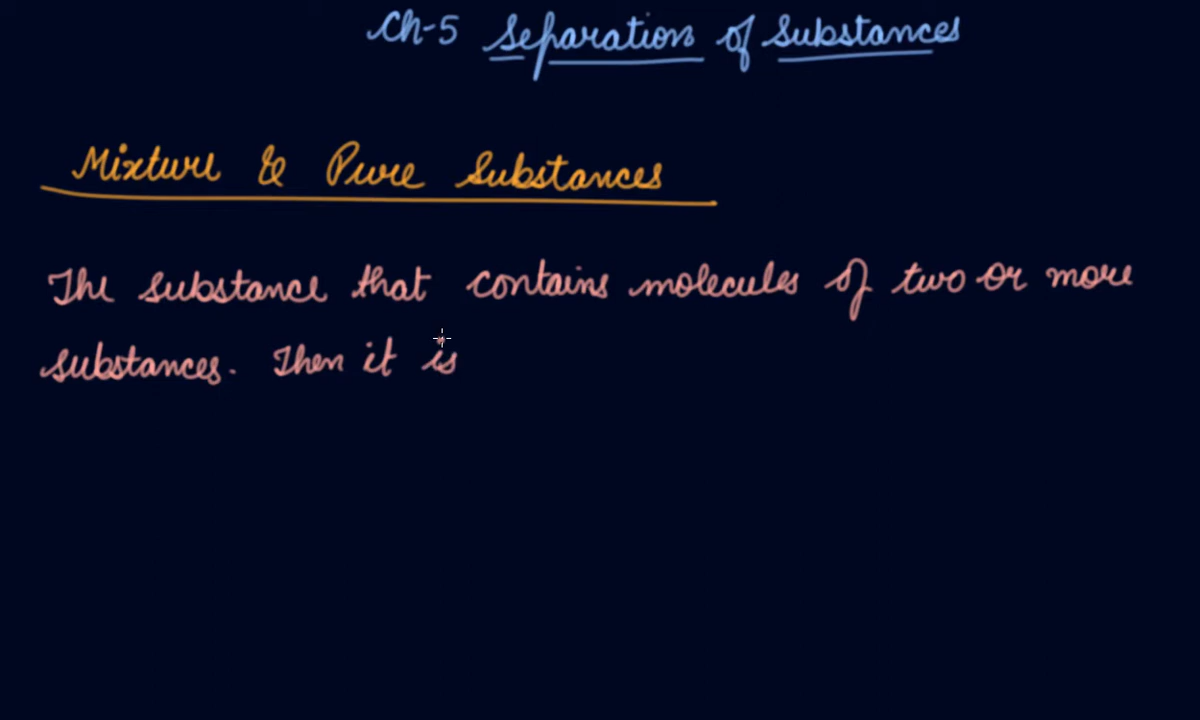 Ch-5 Separation of Substances
Mixture & Pure Substances
The substance that contains molecules of two or more
substances. Then it is